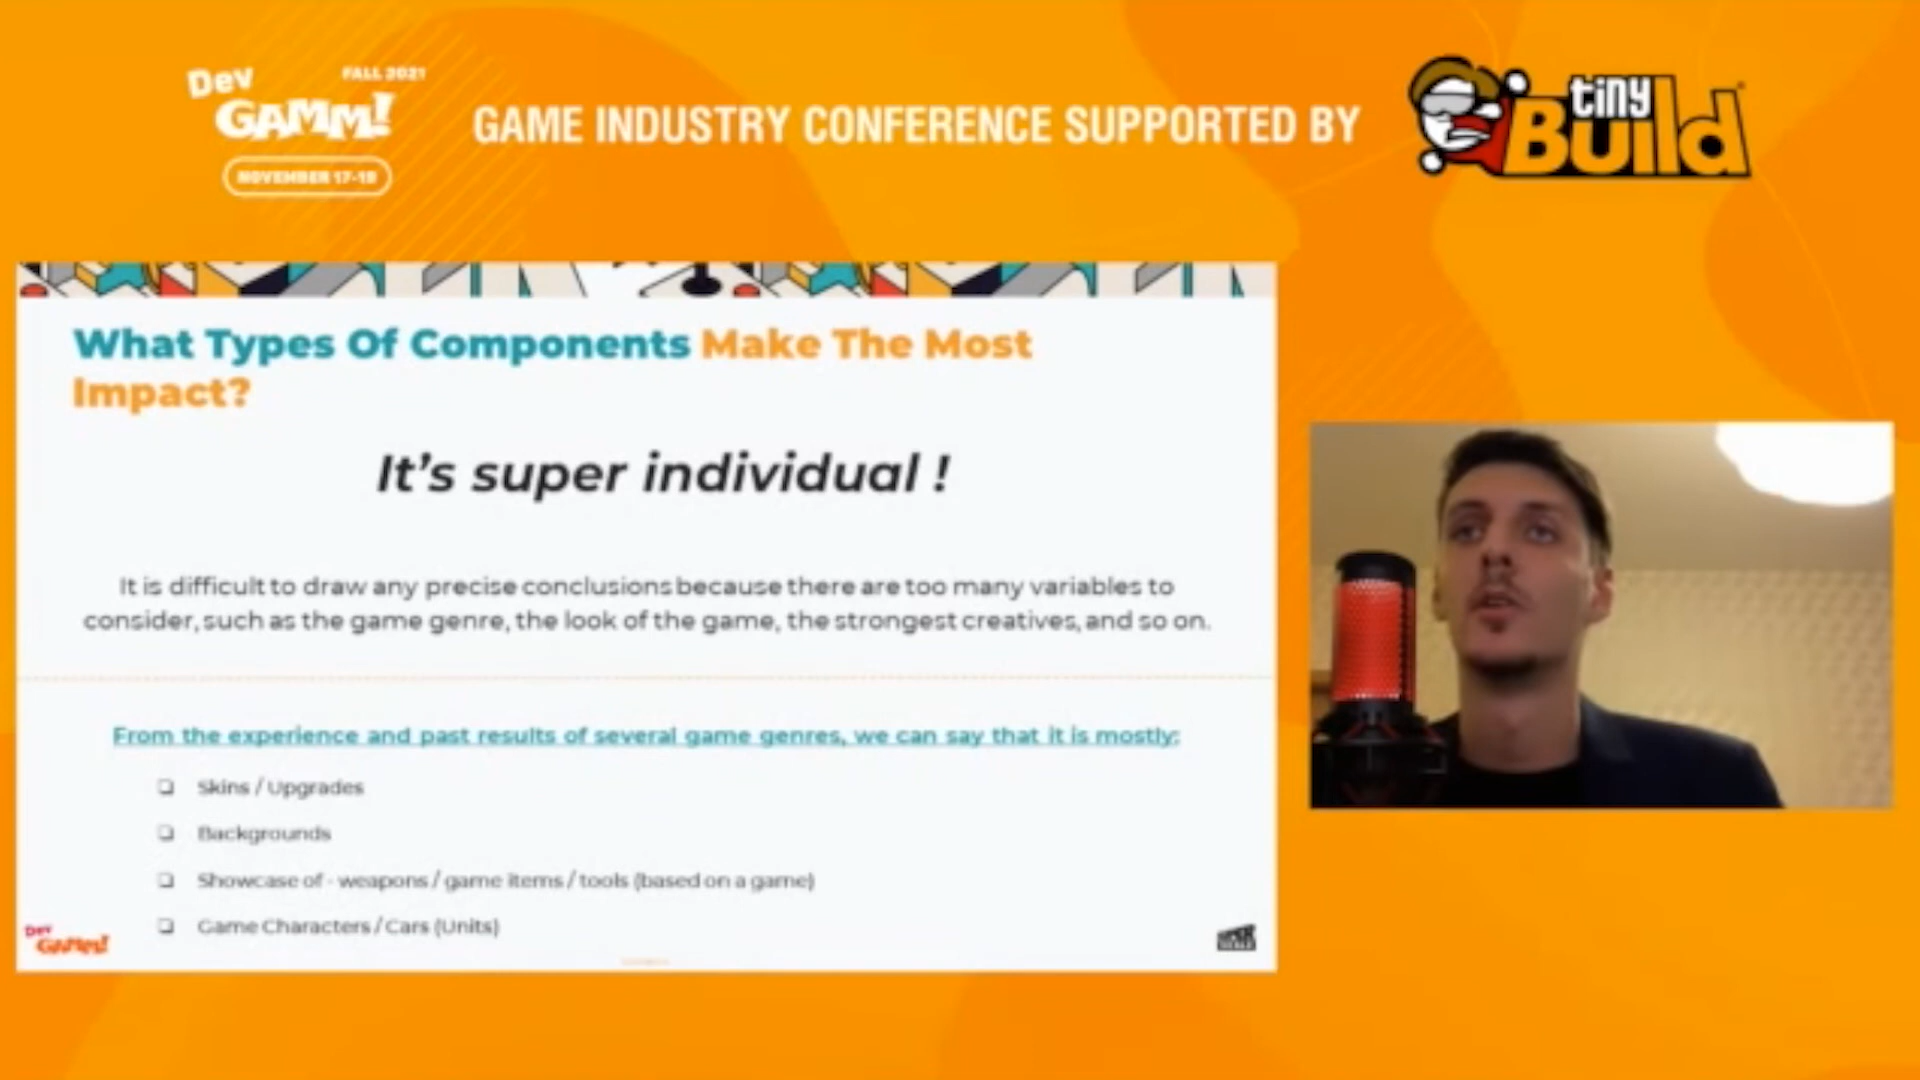 Dev
GAMM!
FALL 2021
NOVEMBER 17-19
GAME INDUSTRY CONFERENCE SUPPORTED BY
tiny
Build
What Types Of Components Make The Most
Impact?
It's super individual !
It is difficult to draw any precise conclusions because there are too many variables to
consider, such as the game genre, the look of the game, the strongest creatives, and so on.
From the experience and past results of several game genres, we can say that it is mostly:
Skins / Upgrades
Backgrounds
Showcase of - weapons / game items / tools (based on a game)
Game Characters / Cars (Units)
Dev
GAMM!
SUPER
SCALE